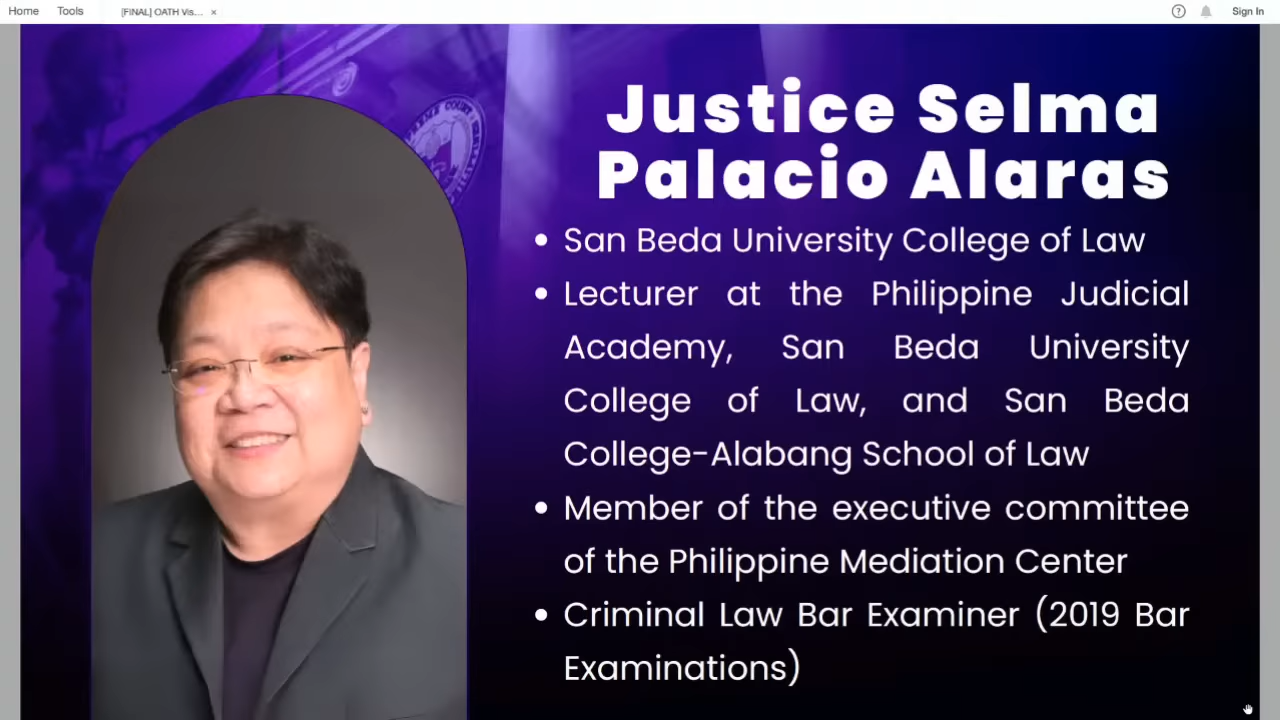 Home Tools [FINAL] OATH Vis... × ? Sign In
Justice Selma
Palacio Alaras
• San Beda University College of Law
• Lecturer at the Philippine Judicial
Academy, San Beda University
College of Law, and San Beda
College-Alabang School of Law
• Member of the executive committee
of the Philippine Mediation Center
• Criminal Law Bar Examiner (2019 Bar
Examinations)